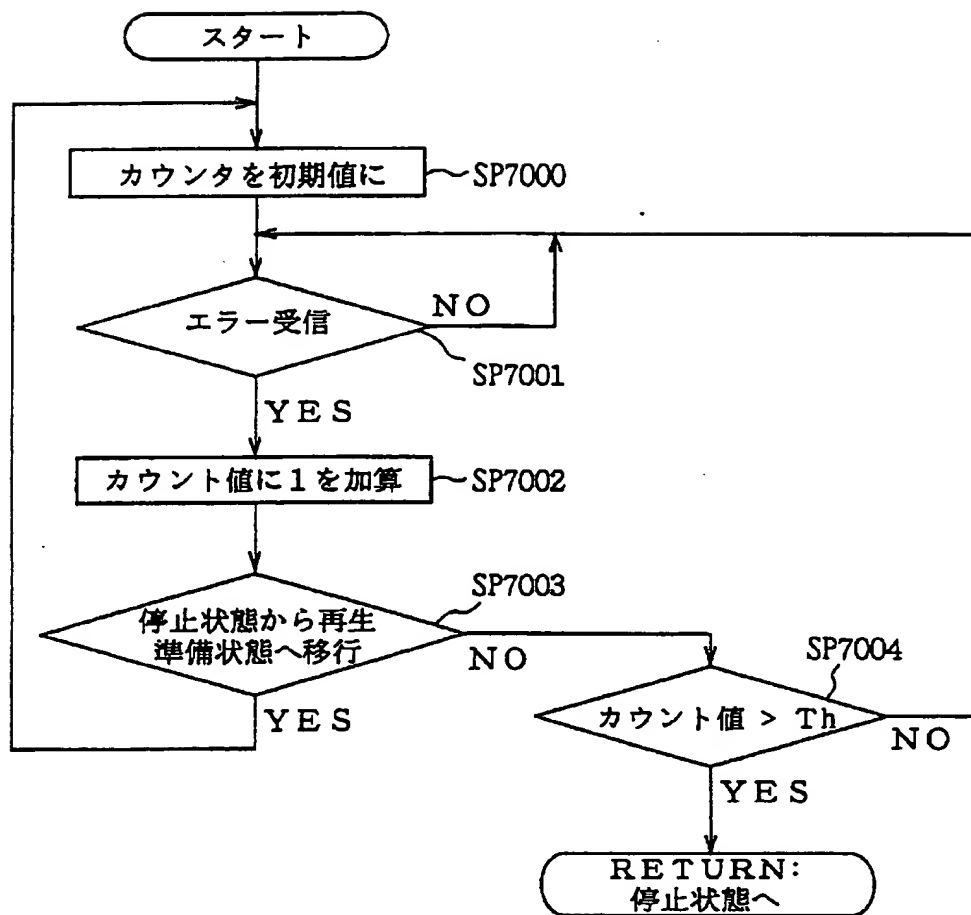 スタート
カウンタを初期値に
SP7000
エラー受信
NO
SP7001
YES
カウント値に1を加算
SP7002
停止状態から再生
準備状態へ移行
SP7003
NO
YES
SP7004
カウント値 > Th
NO
YES
RETURN:
停止状態へ